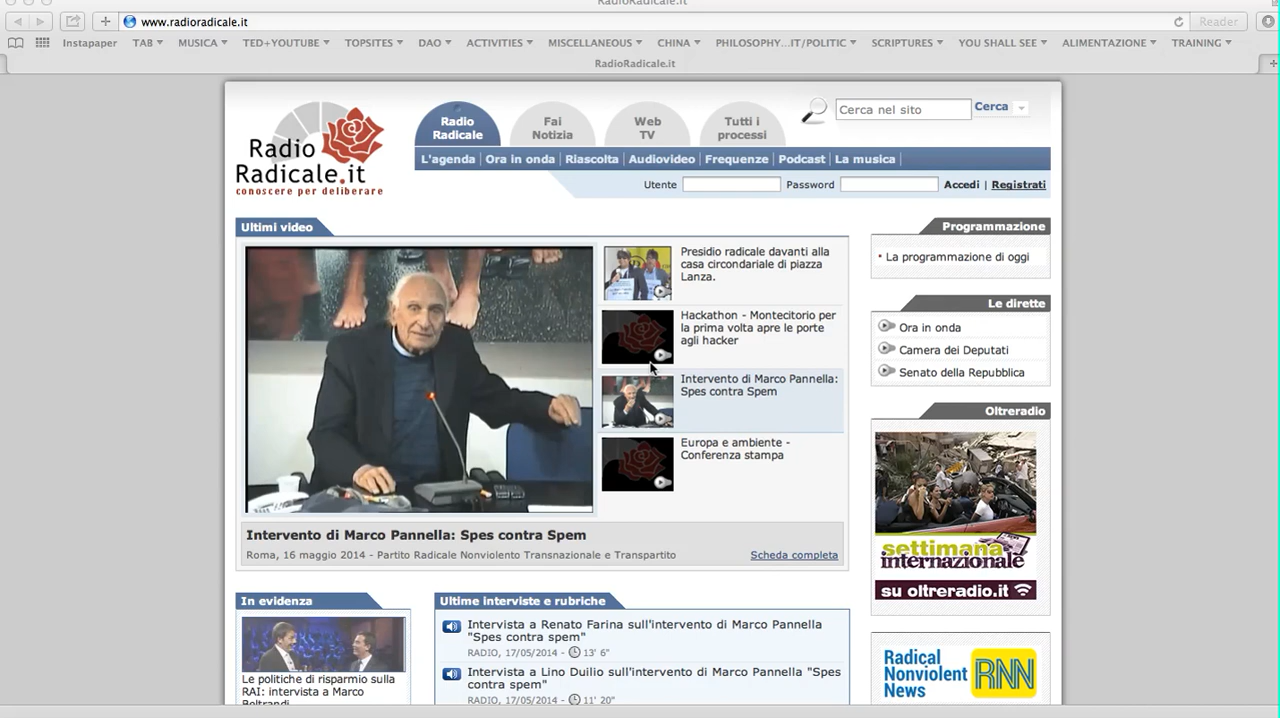 RadioRadicale.it
www.radioradicale.it
Reader
Instapaper TAB MUSICA TED+YOUTUBE TOPSITES DAO ACTIVITIES MISCELLANEOUS CHINA PHILOSOPHY...IT/POLITIC SCRIPTURES YOU SHALL SEE ALIMENTAZIONE TRAINING
RadioRadicale.it
Radio
Radicale.it
conoscere per deliberare
Radio
Radicale
Fai
Notizia
Web
TV
Tutti i
processi
Cerca nel sito
Cerca
L'agenda | Ora in onda | Riascolta | Audiovideo | Frequenze | Podcast | La musica |
Utente Password Accedi | Registrati
Ultimi video
Presidio radicale davanti alla
casa circondariale di piazza
Lanza.
Hackathon - Montecitorio per
la prima volta apre le porte
agli hacker
Intervento di Marco Pannella:
Spes contra Spem
Europa e ambiente -
Conferenza stampa
Intervento di Marco Pannella: Spes contra Spem
Roma, 16 maggio 2014 - Partito Radicale Nonviolento Transnazionale e Transpartito
Scheda completa
Programmazione
• La programmazione di oggi
Le dirette
Ora in onda
Camera dei Deputati
Senato della Repubblica
Oltreradio
settimana
internazionale
su oltreradio.it
Radical
Nonviolent
News
RNN
In evidenza
Le politiche di risparmio sulla
RAI: intervista a Marco
Beltrandi
Ultime interviste e rubriche
Intervista a Renato Farina sull'intervento di Marco Pannella
"Spes contra spem"
RADIO, 17/05/2014 - 13' 6"
Intervista a Lino Duilio sull'intervento di Marco Pannella "Spes
contra spem"
RADIO, 17/05/2014 - 11' 20"